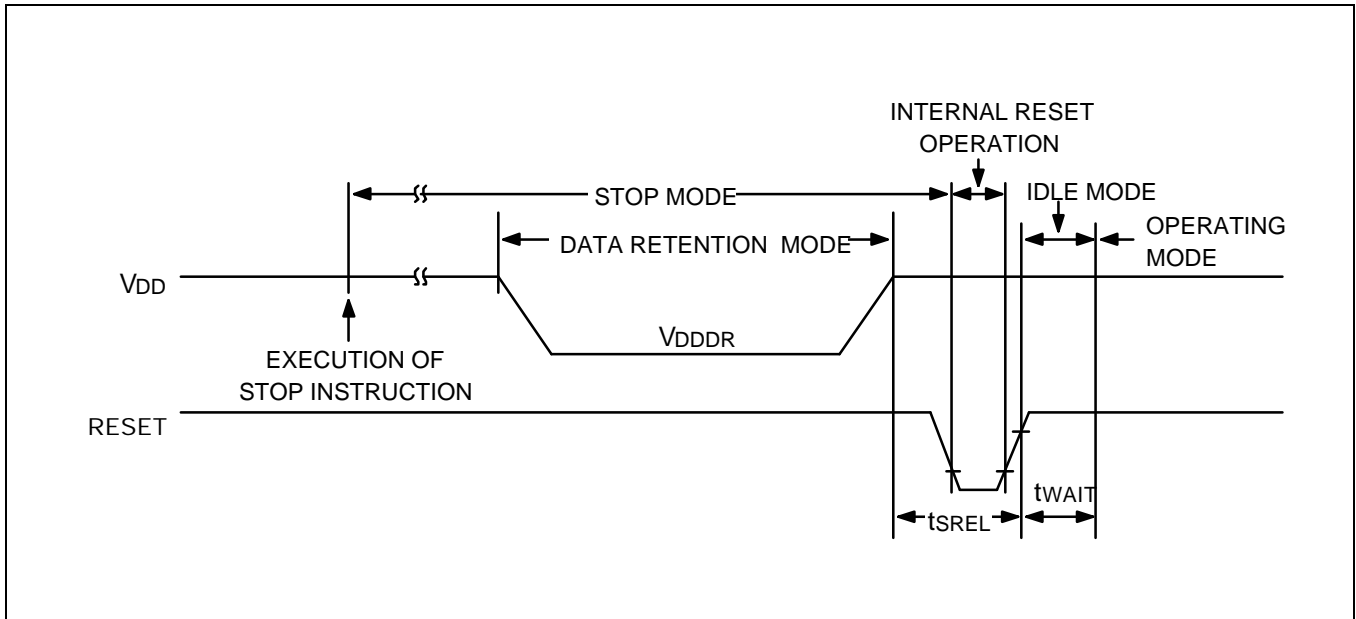 INTERNAL RESET
OPERATION
STOP MODE
IDLE MODE
DATA RETENTION MODE
OPERATING
MODE
VDD
VDDDR
EXECUTION OF
STOP INSTRUCTION
RESET
tWAIT
tSREL